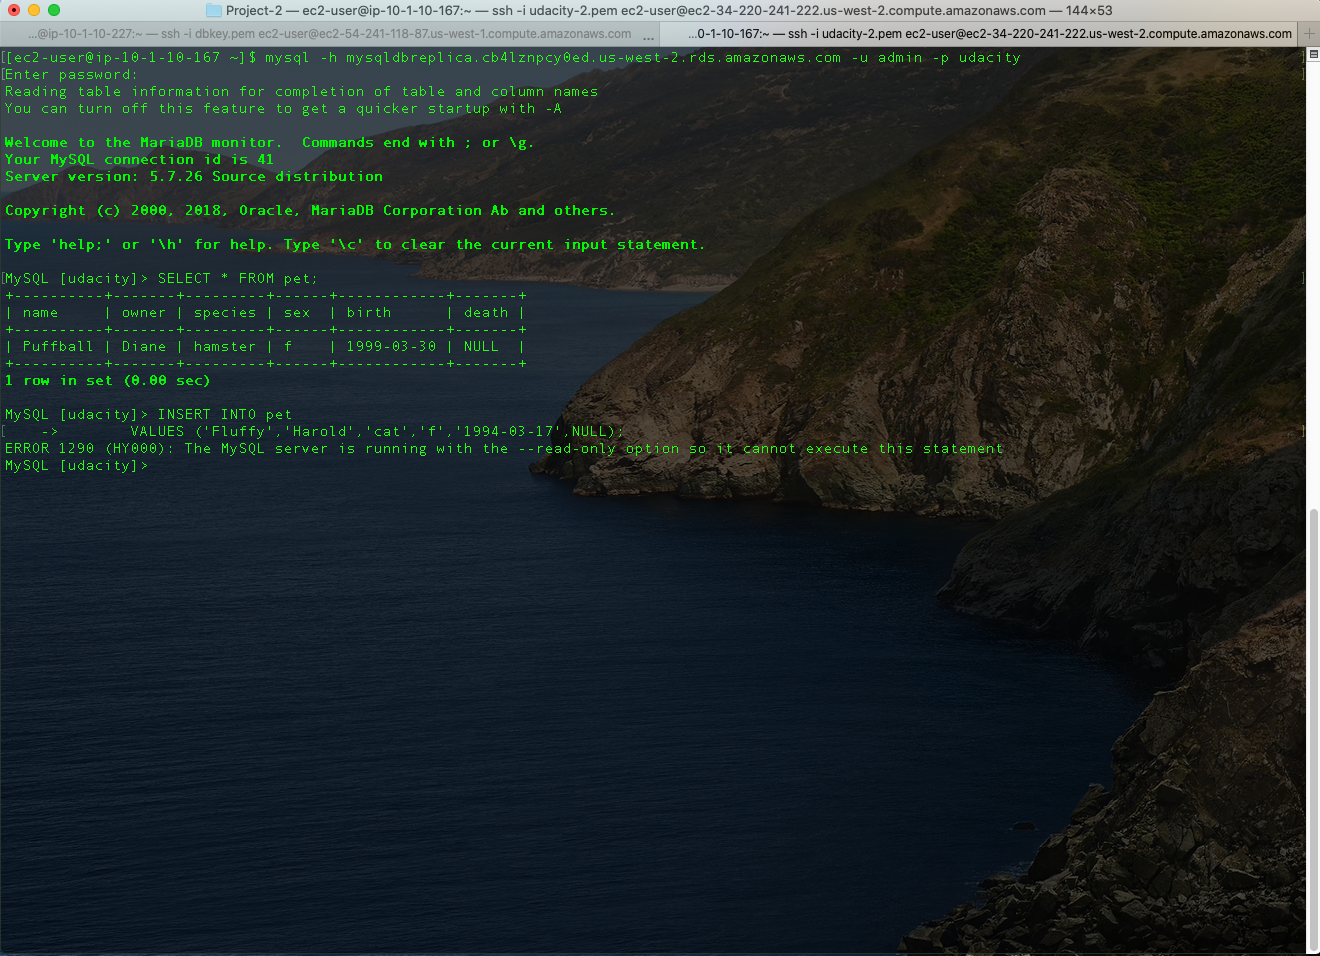 Project-2 — ec2-user@ip-10-1-10-167:~ — ssh -i udacity-2.pem ec2-user@ec2-34-220-241-222.us-west-2.compute.amazonaws.com — 144×53
...@ip-10-1-10-227:~ — ssh -i dbkey.pem ec2-user@ec2-54-241-118-87.us-west-1.compute.amazonaws.com ...
...0-1-10-167:~ — ssh -i udacity-2.pem ec2-user@ec2-34-220-241-222.us-west-2.compute.amazonaws.com
[[ec2-user@ip-10-1-10-167 ~]$ mysql -h mysqldbreplica.cb4lznpcy0ed.us-west-2.rds.amazonaws.com -u admin -p udacity
[Enter password: ]
Reading table information for completion of table and column names
You can turn off this feature to get a quicker startup with -A
Welcome to the MariaDB monitor.  Commands end with ; or \g.
Your MySQL connection id is 41
Server version: 5.7.26 Source distribution
Copyright (c) 2000, 2018, Oracle, MariaDB Corporation Ab and others.
Type 'help;' or '\h' for help. Type '\c' to clear the current input statement.
[MySQL [udacity]> SELECT * FROM pet; ]
+----------+-------+---------+------+------------+-------+
| name     | owner | species | sex  | birth      | death |
+----------+-------+---------+------+------------+-------+
| Puffball | Diane | hamster | f    | 1999-03-30 | NULL  |
+----------+-------+---------+------+------------+-------+
1 row in set (0.00 sec)
MySQL [udacity]> INSERT INTO pet
[    ->        VALUES ('Fluffy','Harold','cat','f','1994-03-17',NULL); ]
ERROR 1290 (HY000): The MySQL server is running with the --read-only option so it cannot execute this statement
MySQL [udacity]>